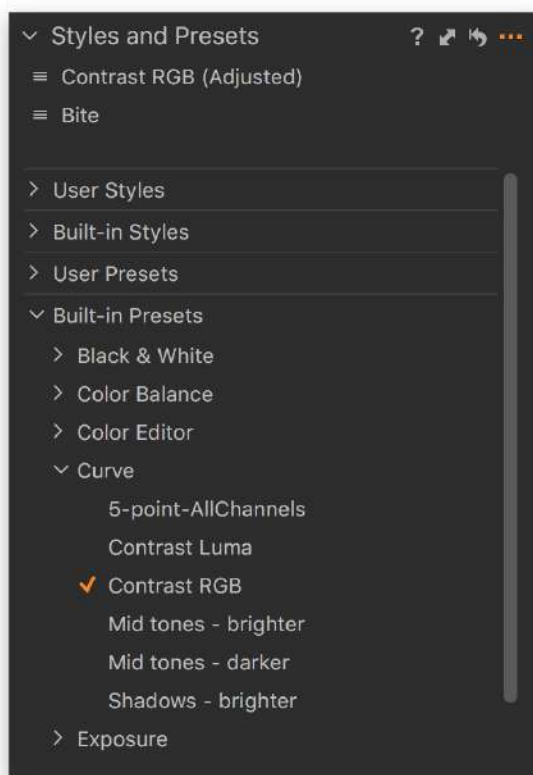 Styles and Presets ? ...
Contrast RGB (Adjusted)
Bite
User Styles
Built-in Styles
User Presets
Built-in Presets
Black & White
Color Balance
Color Editor
Curve
5-point-AllChannels
Contrast Luma
Contrast RGB
Mid tones - brighter
Mid tones - darker
Shadows - brighter
Exposure